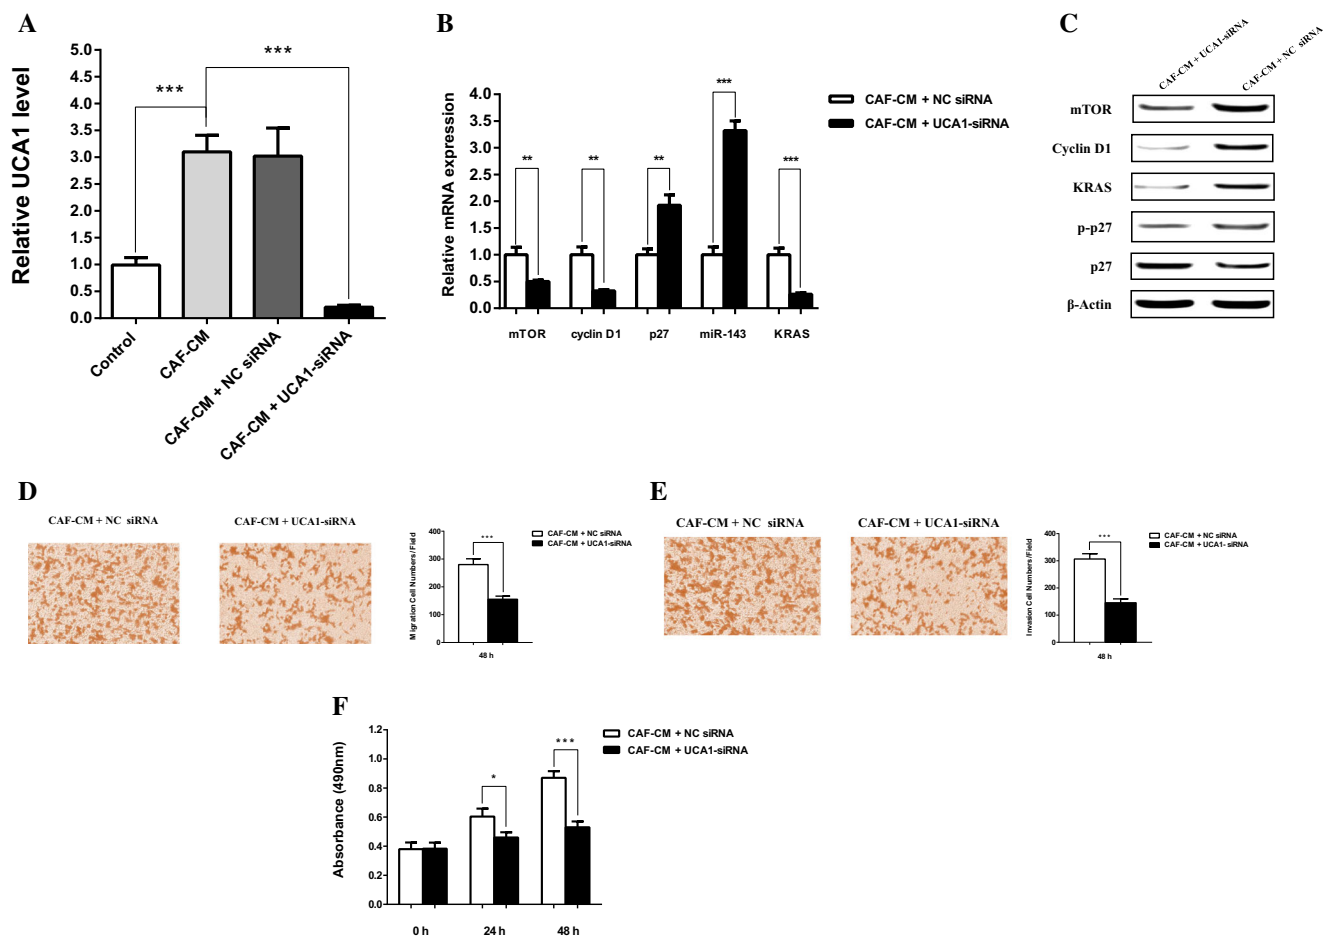 A
Relative UCA1 level
5.0
4.5
4.0
3.5
3.0
2.5
2.0
1.5
1.0
0.5
0.0
***
***
Control
CAF-CM
CAF-CM + NC siRNA
CAF-CM + UCA1-siRNA
B
Relative mRNA expression
4.0
3.5
3.0
2.5
2.0
1.5
1.0
0.5
0.0
**
**
**
***
***
mTOR
cyclin D1
p27
miR-143
KRAS
CAF-CM + NC siRNA
CAF-CM + UCA1-siRNA
C
CAF-CM + UCA1-siRNA
CAF-CM + NC siRNA
mTOR
Cyclin D1
KRAS
p-p27
p27
β-Actin
D
CAF-CM + NC siRNA
CAF-CM + UCA1-siRNA
Migration Cell Numbers/Field
400
300
200
100
0
***
48 h
CAF-CM + NC siRNA
CAF-CM + UCA1-siRNA
E
CAF-CM + NC siRNA
CAF-CM + UCA1-siRNA
Invasion Cell Numbers/Field
400
300
200
100
0
***
48 h
CAF-CM + NC siRNA
CAF-CM + UCA1- siRNA
F
Absorbance (490nm)
1.2
1.0
0.8
0.6
0.4
0.2
0.0
*
***
0 h
24 h
48 h
CAF-CM + NC siRNA
CAF-CM + UCA1-siRNA